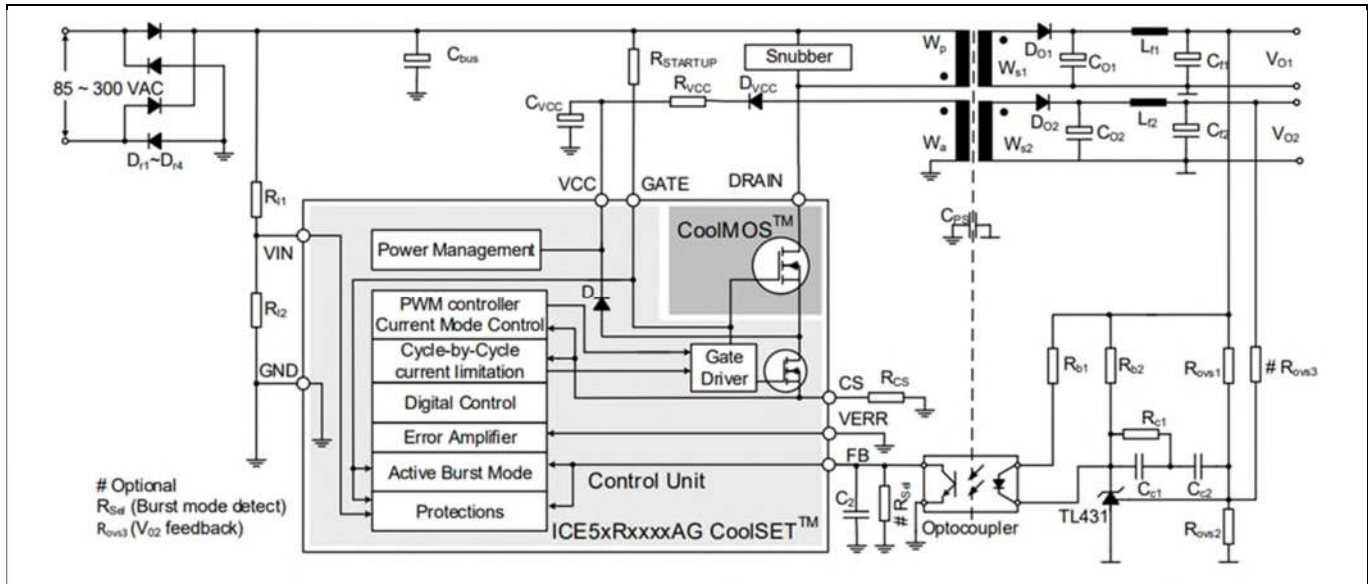 85 ~ 300 VAC
Dr1~Dr4
Cbus
RSTARTUP
Snubber
Wp
Ws1
DO1
CO1
Lf1
Cf1
VO1
RVCC
DVCC
CVCC
Wa
Ws2
DO2
CO2
Lf2
Cf2
VO2
RI1
VIN
RI2
GND
VCC
GATE
DRAIN
CoolMOS™
CPS
Power Management
D
PWM controller
Current Mode Control
Cycle-by-Cycle
current limitation
Digital Control
Error Amplifier
Active Burst Mode
Protections
Gate
Driver
CS
RCS
VERR
FB
Control Unit
ICE5xRxxxxAG CoolSET™
C2
# RSel
Optocoupler
Rb1
Rb2
Rovs1
# Rovs3
Rc1
Cc1
Cc2
TL431
Rovs2
# Optional
RSel (Burst mode detect)
Rovs3 (VO2 feedback)